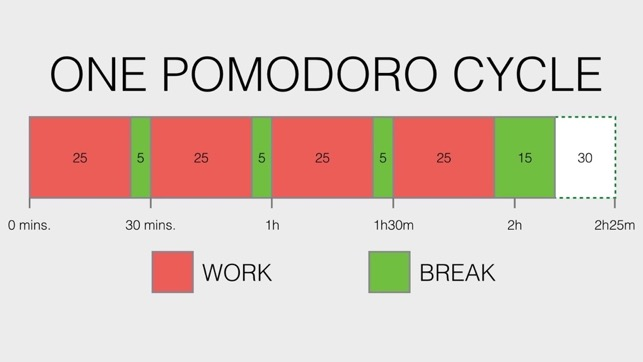 ONE POMODORO CYCLE
25 5 25 5 25 5 25 15 30
0 mins. 30 mins. 1h 1h30m 2h 2h25m
WORK BREAK